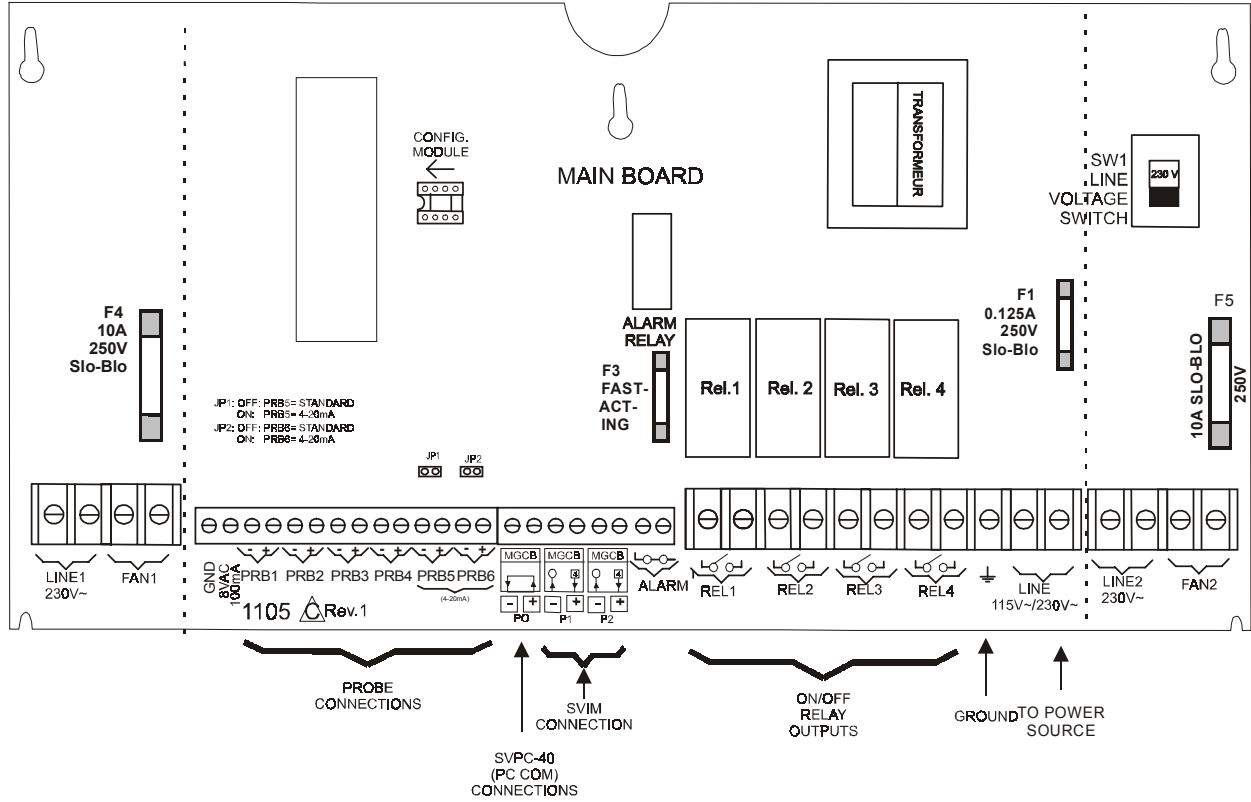 CONFIG.
MODULE
MAIN BOARD
TRANSFORMEUR
SW1
LINE
VOLTAGE
SWITCH
230 V
F4
10A
250V
Slo-Blo
ALARM
RELAY
F3
FAST-
ACT-
ING
Rel.1
Rel. 2
Rel. 3
Rel. 4
F1
0.125A
250V
Slo-Blo
F5
10A SLO-BLO
250V
JP1: OFF: PRB5= STANDARD
ON: PRB5= 4-20mA
JP2: OFF: PRB6= STANDARD
ON: PRB6= 4-20mA
JP1
JP2
LINE1
230V~
FAN1
GND
8VAC
100mA
- +
- +
- +
- +
- +
- +
PRB1
PRB2
PRB3
PRB4
PRB5
PRB6
(4-20mA)
1105 C Rev.1
MGCB
MGCB
MGCB
- +
- +
- +
P0
P1
P2
ALARM
REL1
REL2
REL3
REL4
LINE
115V~/230V~
LINE2
230V~
FAN2
PROBE
CONNECTIONS
SVPC-40
(PC COM)
CONNECTIONS
SVIM
CONNECTION
ON/OFF
RELAY
OUTPUTS
GROUND
TO POWER
SOURCE